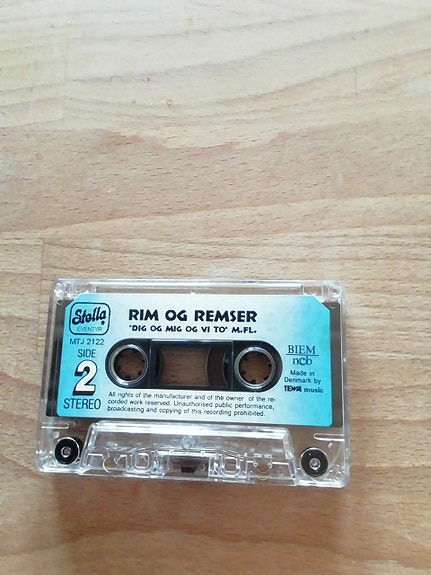 Stella
EVENTYR
RIM OG REMSER
"DIG OG MIG OG VI TO" M.FL.
MTJ 2122
SIDE
2
STEREO
BIEM
ncb
Made in
Denmark by
music
All rights of the manufacturer and of the owner of the re-
corded work reserved. Unauthorised public performance,
broadcasting and copying of this recording prohibited.